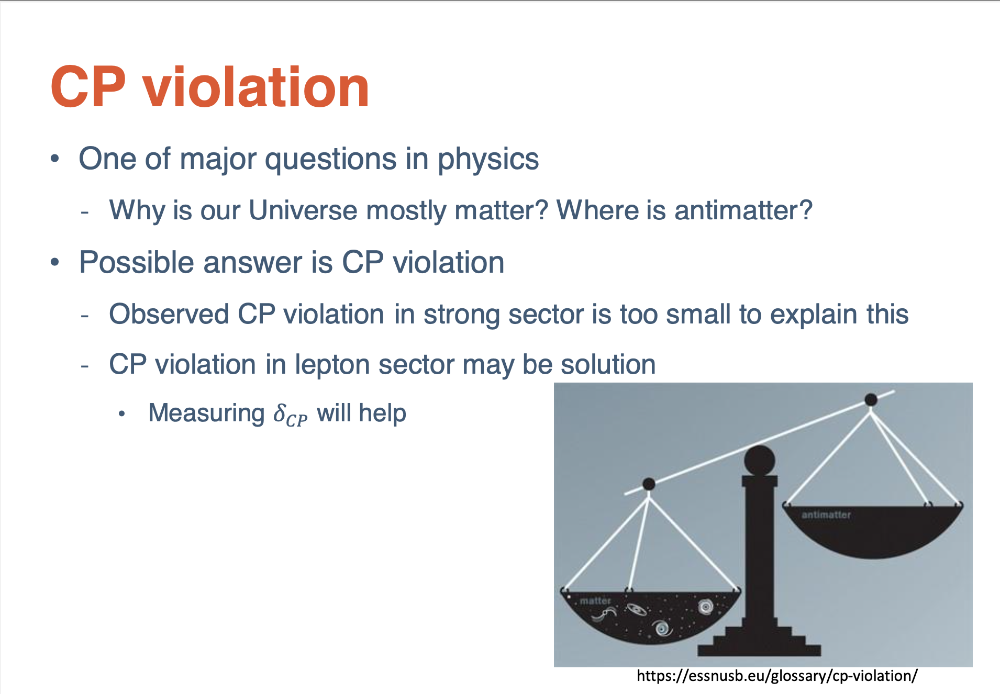 CP violation
• One of major questions in physics
- Why is our Universe mostly matter? Where is antimatter?
• Possible answer is CP violation
- Observed CP violation in strong sector is too small to explain this
- CP violation in lepton sector may be solution
• Measuring δCP will help
antimatter
matter
https://essnusb.eu/glossary/cp-violation/